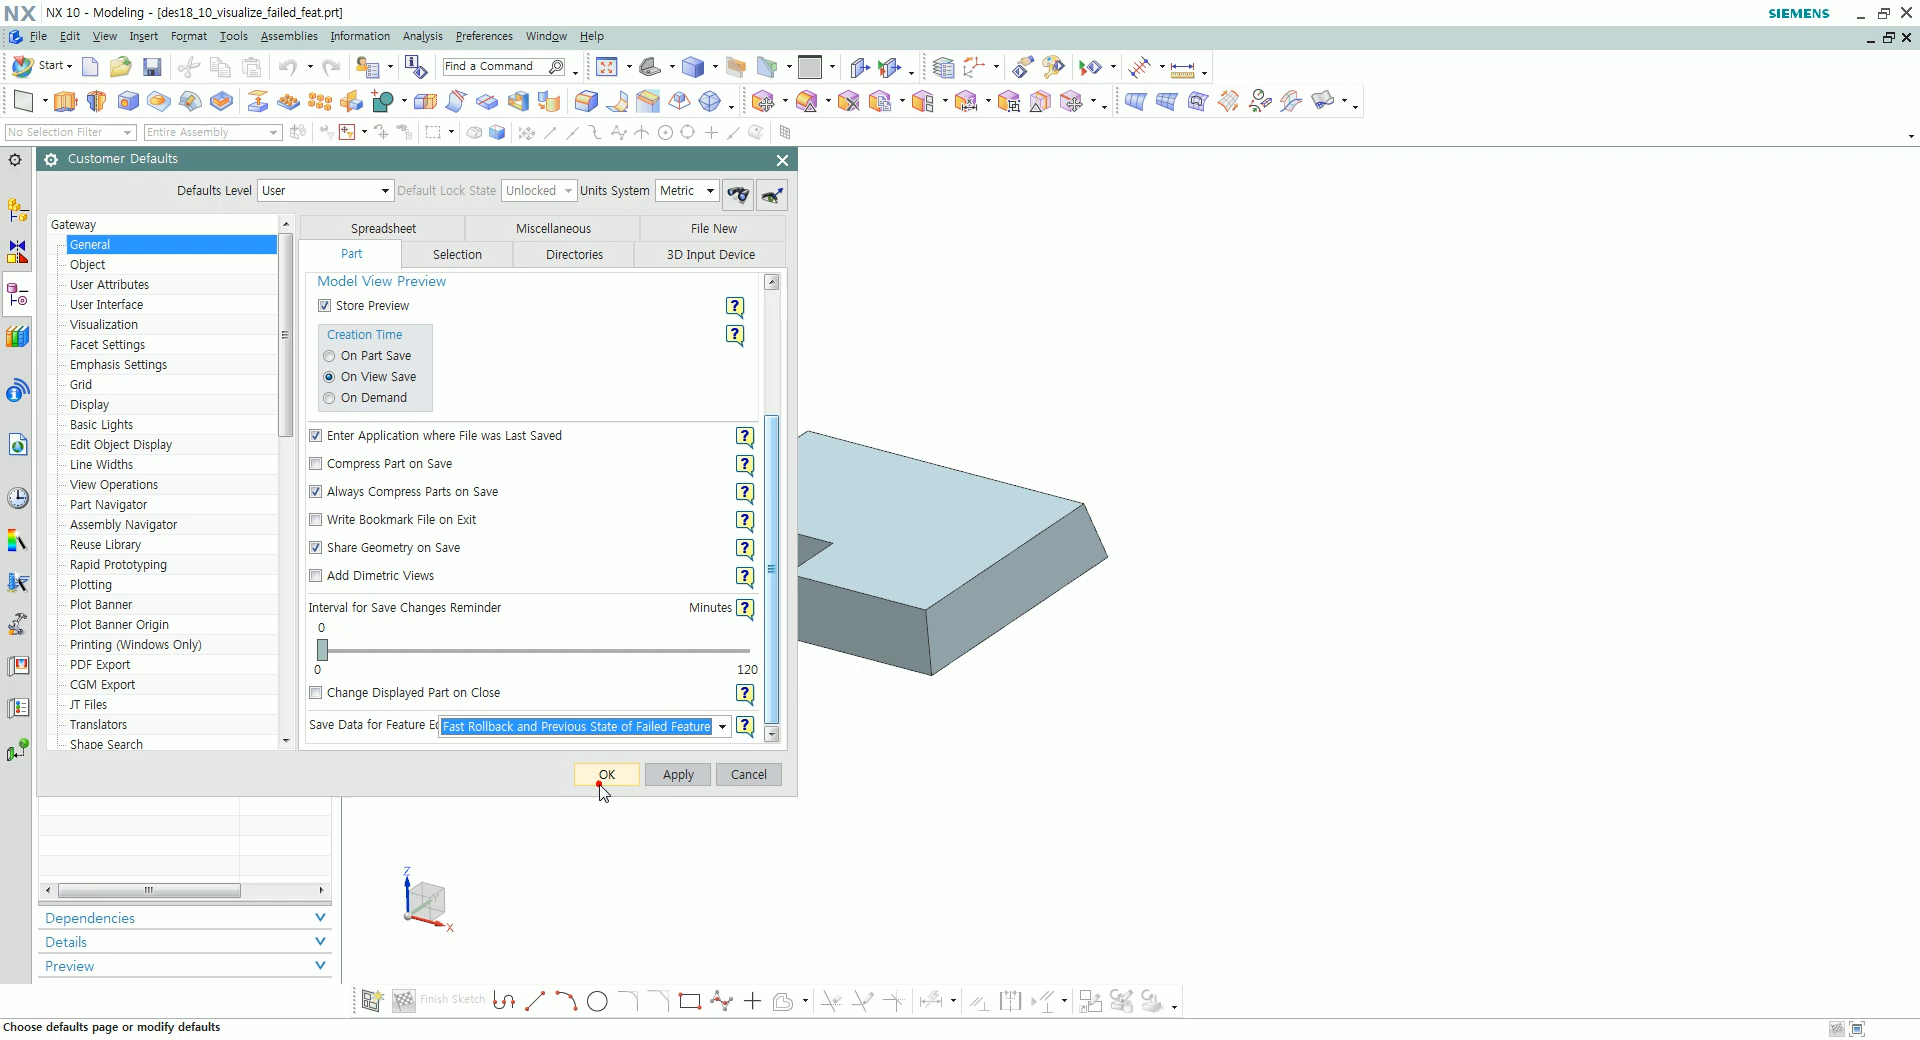 NX NX 10 - Modeling - [des18_10_visualize_failed_feat.prt] SIEMENS
File Edit View Insert Format Tools Assemblies Information Analysis Preferences Window Help
Start Find a Command
No Selection Filter Entire Assembly
Customer Defaults
Defaults Level User Default Lock State Unlocked Units System Metric
Gateway
General
Object
User Attributes
User Interface
Visualization
Facet Settings
Emphasis Settings
Grid
Display
Basic Lights
Edit Object Display
Line Widths
View Operations
Part Navigator
Assembly Navigator
Reuse Library
Rapid Prototyping
Plotting
Plot Banner
Plot Banner Origin
Printing (Windows Only)
PDF Export
CGM Export
JT Files
Translators
Shape Search
Spreadsheet Miscellaneous File New
Part Selection Directories 3D Input Device
Model View Preview
Store Preview
Creation Time
On Part Save
On View Save
On Demand
Enter Application where File was Last Saved
Compress Part on Save
Always Compress Parts on Save
Write Bookmark File on Exit
Share Geometry on Save
Add Dimetric Views
Interval for Save Changes Reminder Minutes
0
0 120
Change Displayed Part on Close
Save Data for Feature Ed Fast Rollback and Previous State of Failed Feature
OK Apply Cancel
Z
X
Dependencies
Details
Preview
Finish Sketch
Choose defaults page or modify defaults